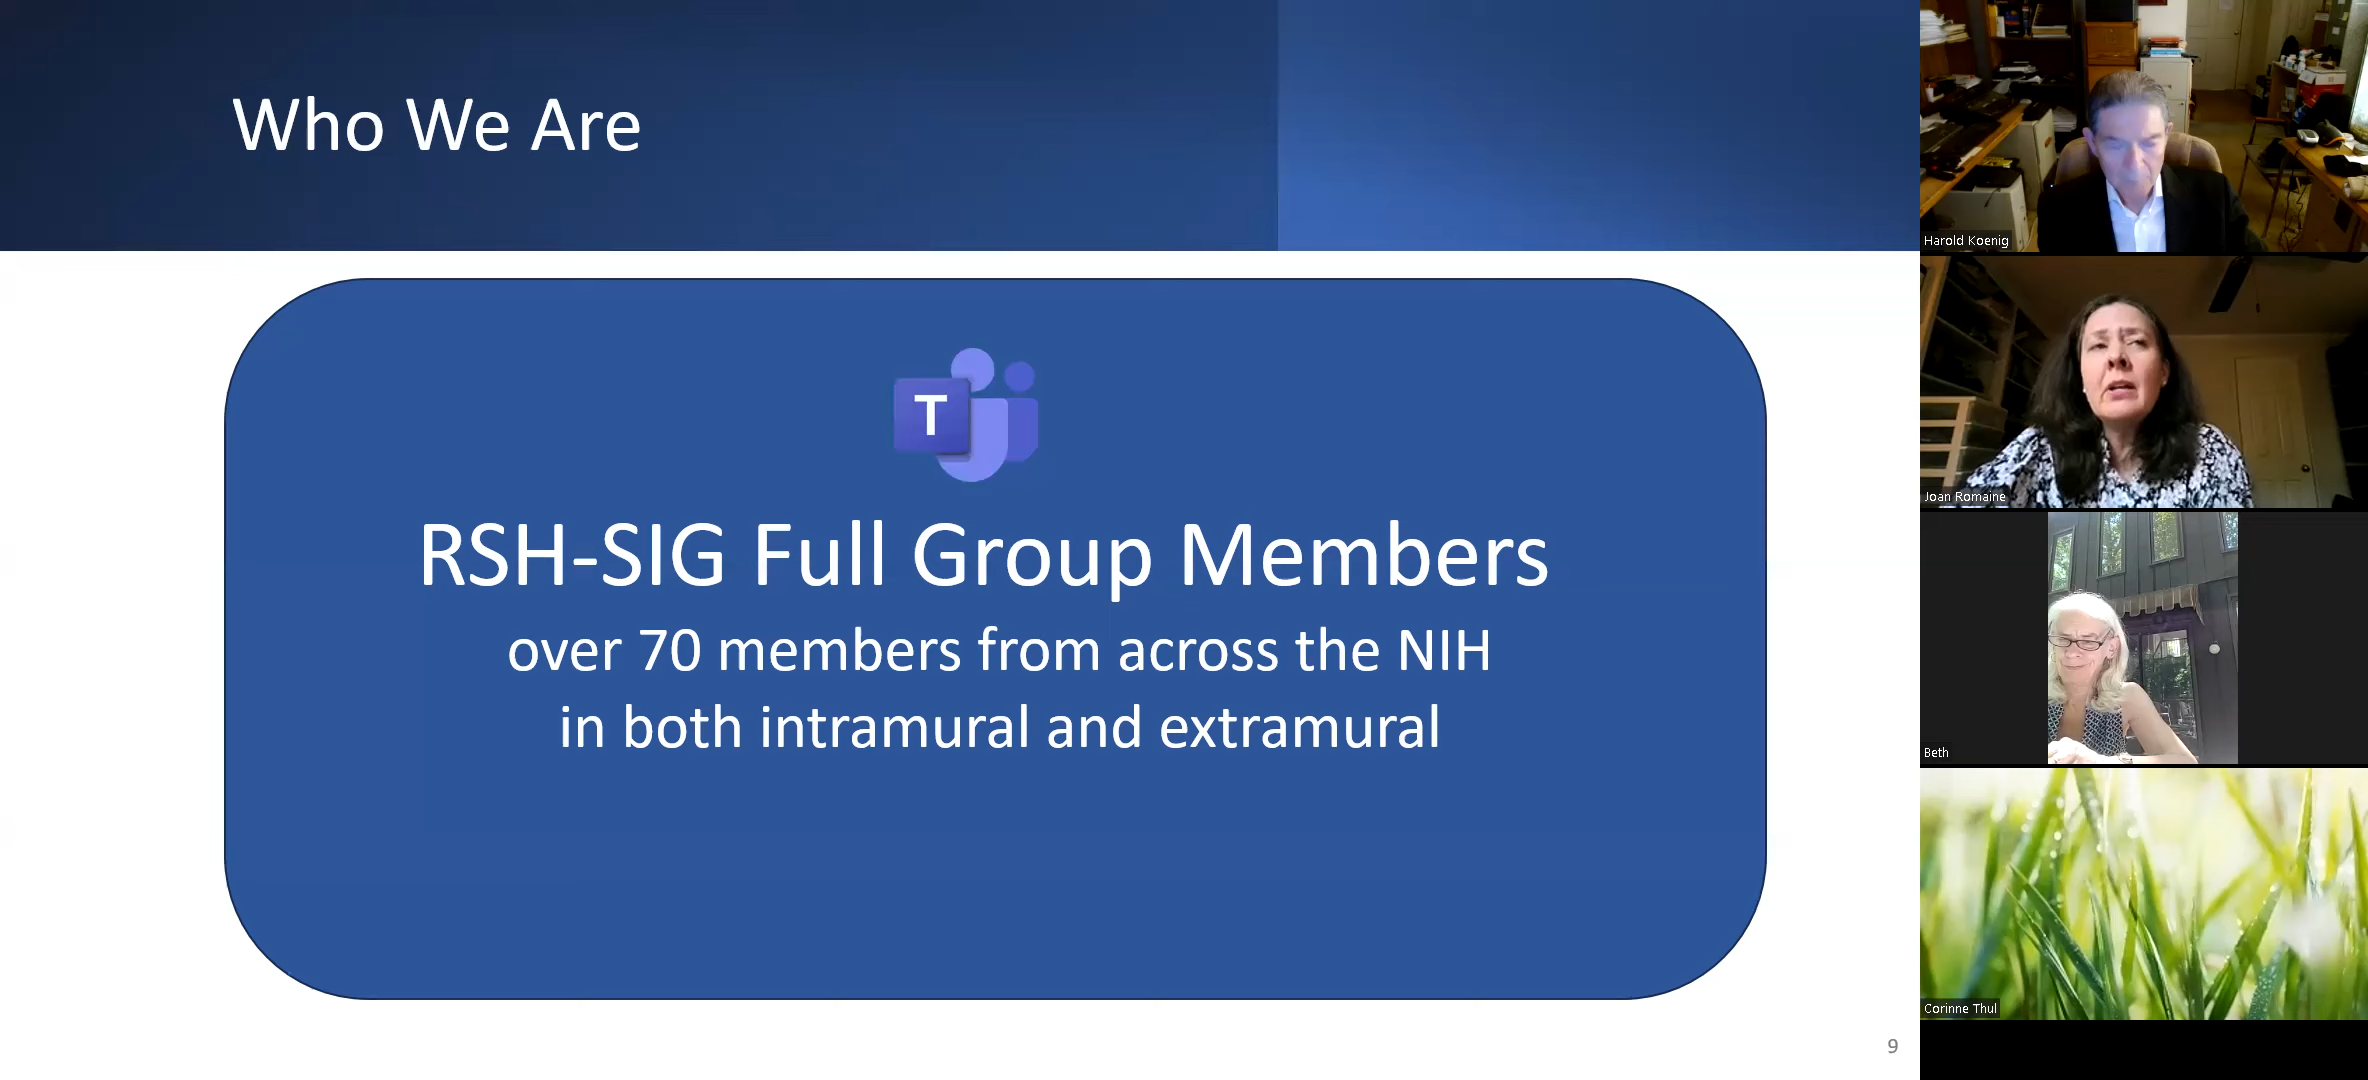 Who We Are
T
RSH-SIG Full Group Members
over 70 members from across the NIH
in both intramural and extramural
9
Harold Koenig
Joan Romaine
Beth
Corinne Thul